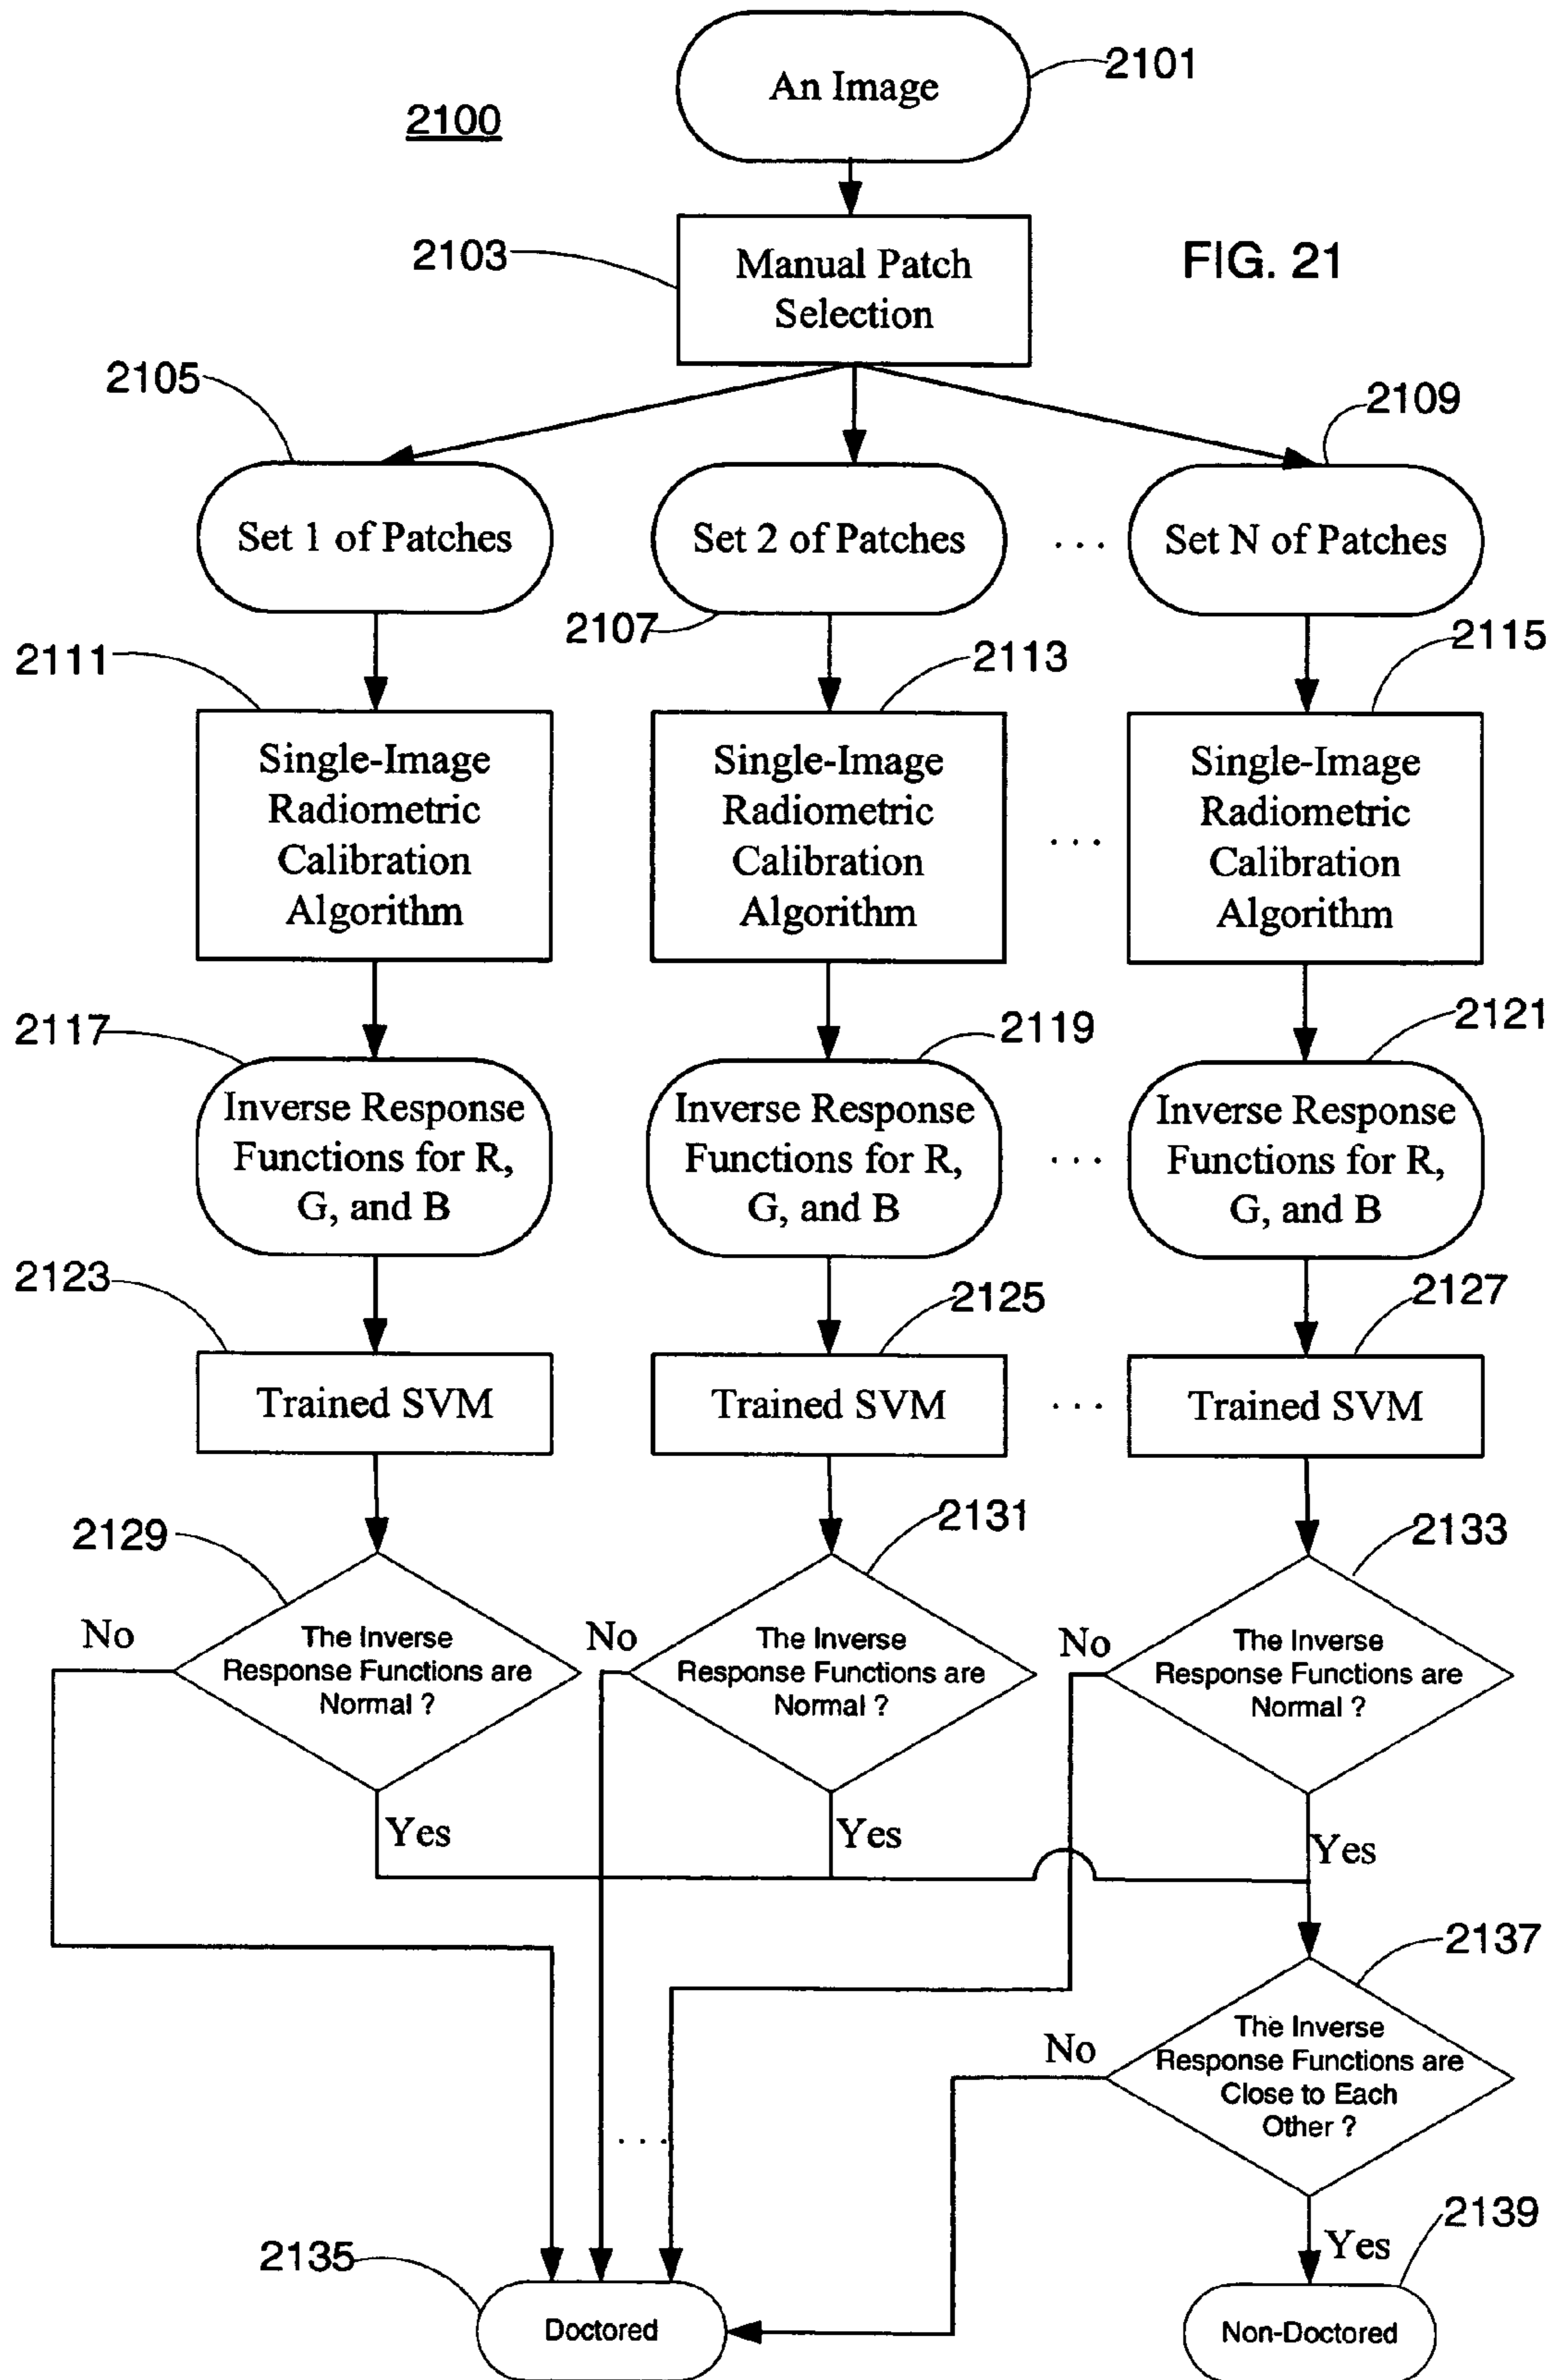 An Image
2101
2100
2103
Manual Patch
Selection
FIG. 21
2105
2109
Set 1 of Patches
Set 2 of Patches
...
Set N of Patches
2107
2111
2113
2115
Single-Image
Radiometric
Calibration
Algorithm
Single-Image
Radiometric
Calibration
Algorithm
...
Single-Image
Radiometric
Calibration
Algorithm
2117
2119
2121
Inverse Response
Functions for R,
G, and B
Inverse Response
Functions for R,
G, and B
...
Inverse Response
Functions for R,
G, and B
2123
2125
2127
Trained SVM
Trained SVM
...
Trained SVM
2129
2131
2133
No
The Inverse
Response Functions are
Normal ?
No
The Inverse
Response Functions are
Normal ?
No
The Inverse
Response Functions are
Normal ?
Yes
Yes
Yes
2137
No
The Inverse
Response Functions are
Close to Each
Other ?
...
2135
Yes
2139
Doctored
Non-Doctored